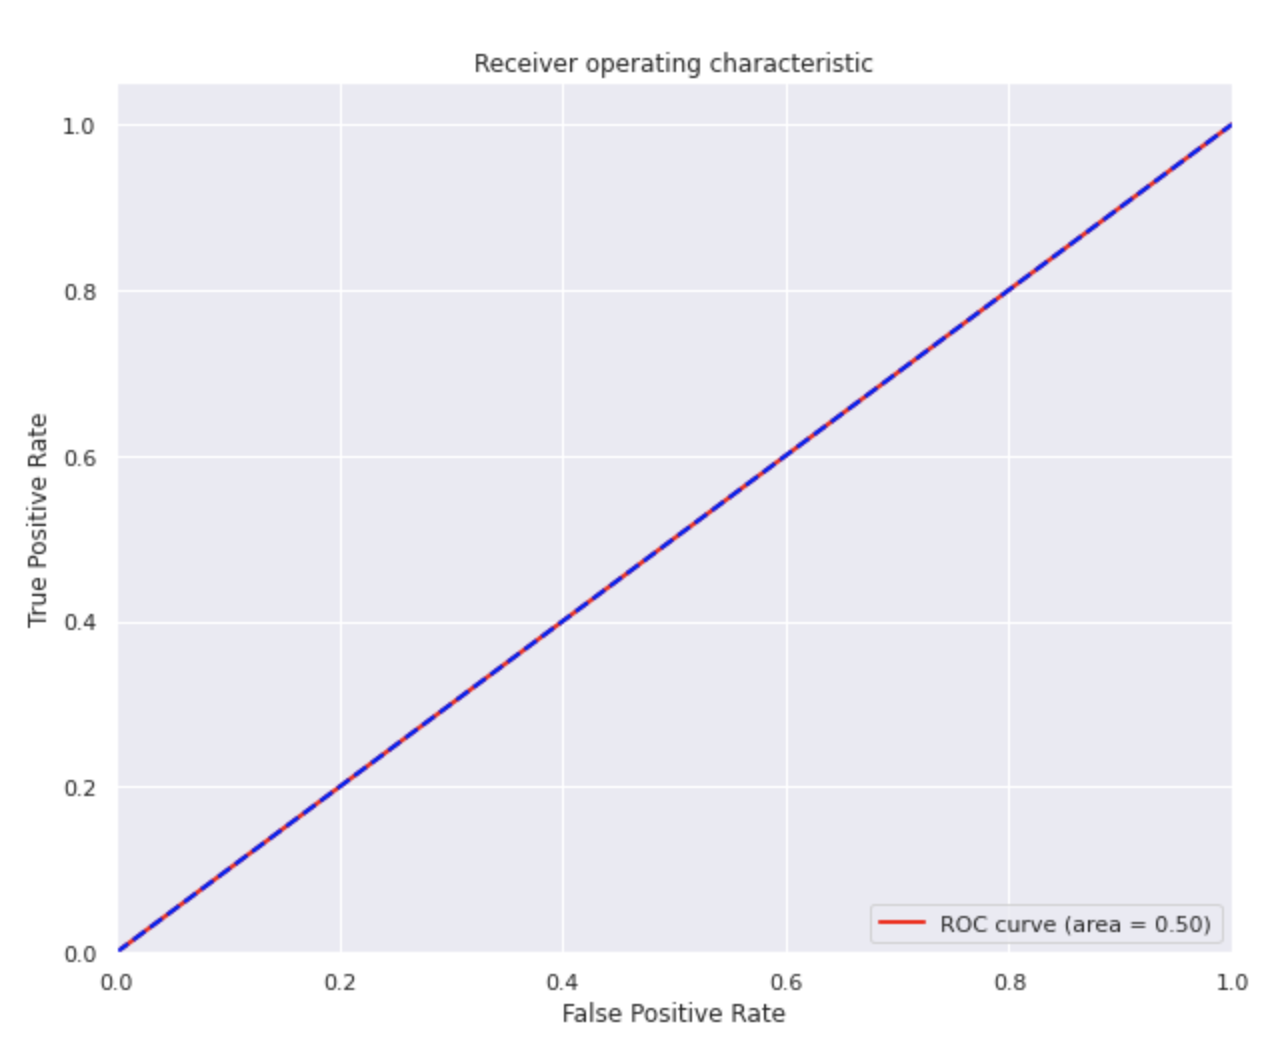 Receiver operating characteristic
1.0
0.8
0.6
0.4
0.2
0.0
True Positive Rate
ROC curve (area = 0.50)
0.0 0.2 0.4 0.6 0.8 1.0
False Positive Rate